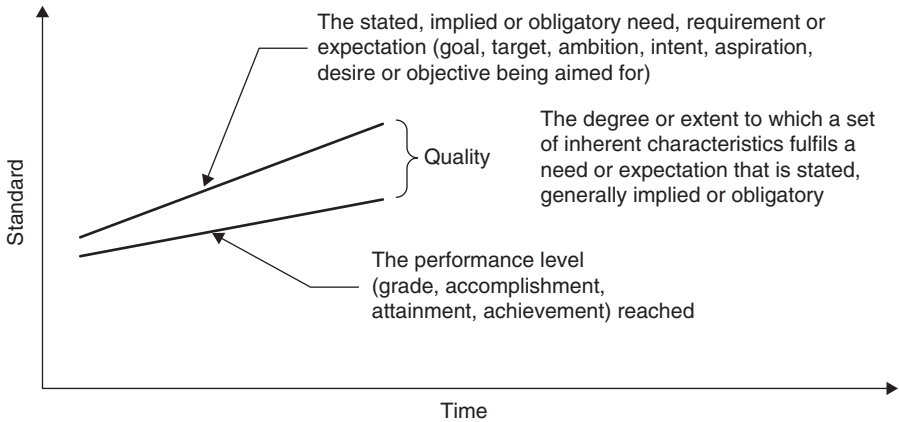 The stated, implied or obligatory need, requirement or
expectation (goal, target, ambition, intent, aspiration,
desire or objective being aimed for)
The degree or extent to which a set
of inherent characteristics fulfils a
need or expectation that is stated,
generally implied or obligatory
Quality
Standard
The performance level
(grade, accomplishment,
attainment, achievement) reached
Time